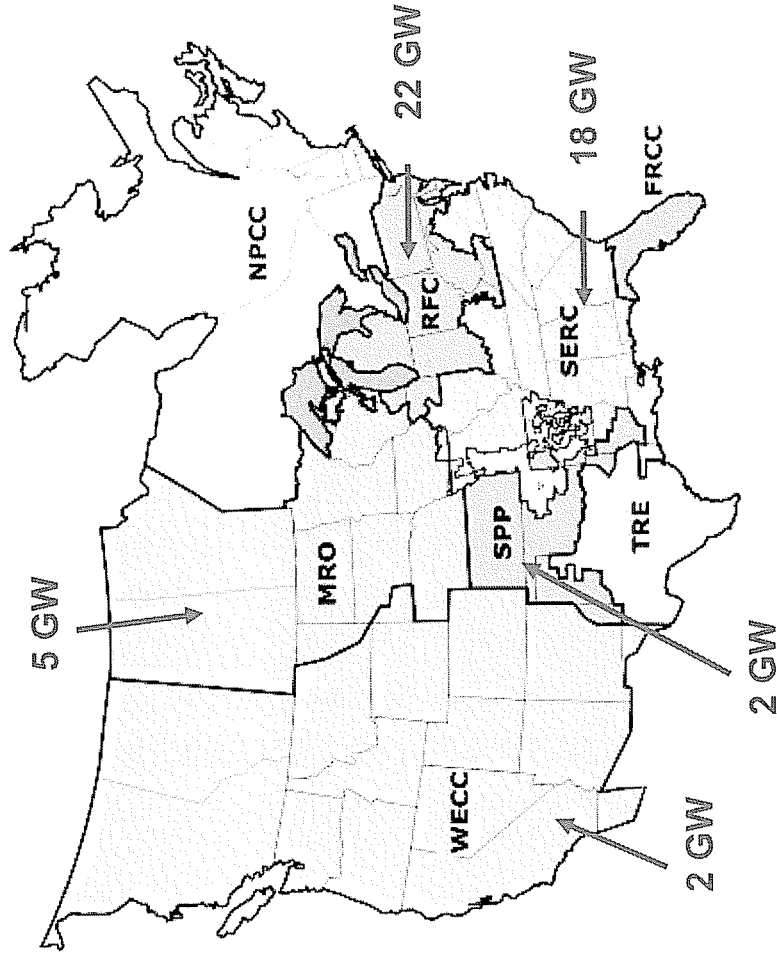 5 GW
NPCC
22 GW
MRO
RFC
WECC
SPP
SERC
18 GW
TRE
FRCC
2 GW
2 GW